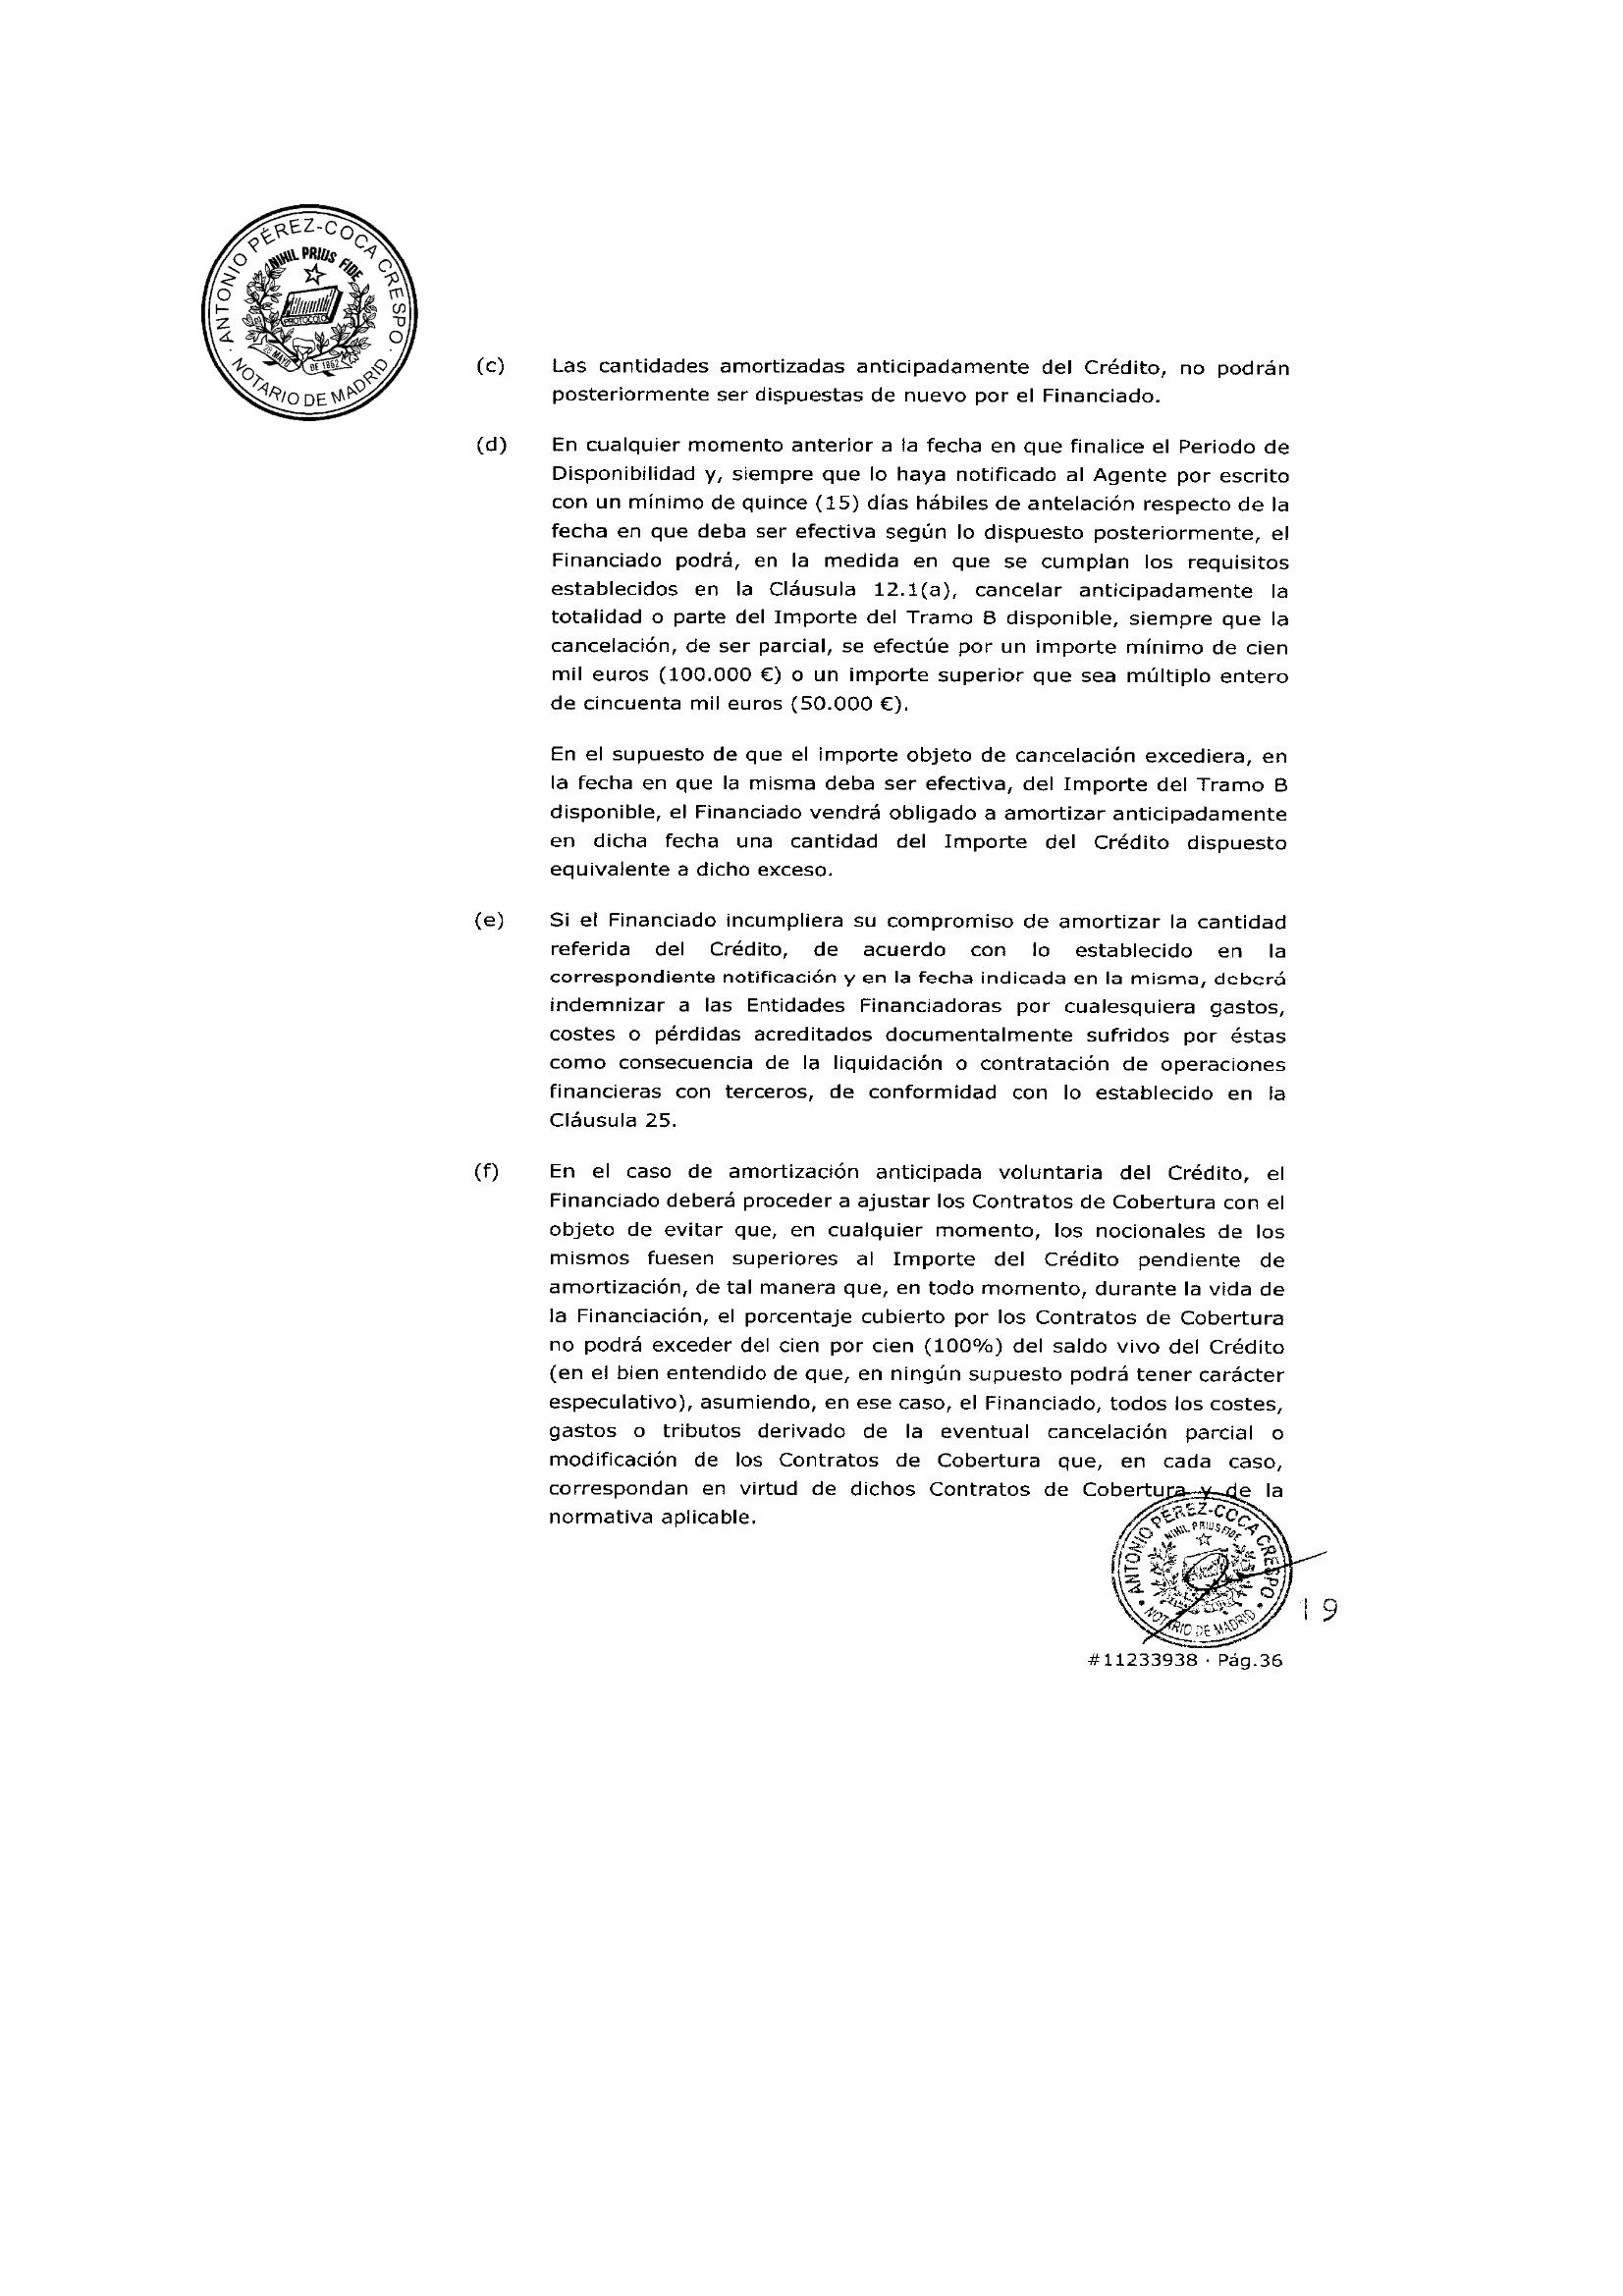 ANTONIO PÉREZ-COCA CRESPO
NIHIL PRIUS FIDE
PROTOCOLO
28 MAYO DE 1862
NOTARIO DE MADRID
(c) Las cantidades amortizadas anticipadamente del Crédito, no podrán
posteriormente ser dispuestas de nuevo por el Financiado.
(d) En cualquier momento anterior a la fecha en que finalice el Periodo de
Disponibilidad y, siempre que lo haya notificado al Agente por escrito
con un mínimo de quince (15) días hábiles de antelación respecto de la
fecha en que deba ser efectiva según lo dispuesto posteriormente, el
Financiado podrá, en la medida en que se cumplan los requisitos
establecidos en la Cláusula 12.1(a), cancelar anticipadamente la
totalidad o parte del Importe del Tramo B disponible, siempre que la
cancelación, de ser parcial, se efectúe por un importe mínimo de cien
mil euros (100.000 €) o un importe superior que sea múltiplo entero
de cincuenta mil euros (50.000 €).
En el supuesto de que el importe objeto de cancelación excediera, en
la fecha en que la misma deba ser efectiva, del Importe del Tramo B
disponible, el Financiado vendrá obligado a amortizar anticipadamente
en dicha fecha una cantidad del Importe del Crédito dispuesto
equivalente a dicho exceso.
(e) Si el Financiado incumpliera su compromiso de amortizar la cantidad
referida del Crédito, de acuerdo con lo establecido en la
correspondiente notificación y en la fecha indicada en la misma, deberá
indemnizar a las Entidades Financiadoras por cualesquiera gastos,
costes o pérdidas acreditados documentalmente sufridos por éstas
como consecuencia de la liquidación o contratación de operaciones
financieras con terceros, de conformidad con lo establecido en la
Cláusula 25.
(f) En el caso de amortización anticipada voluntaria del Crédito, el
Financiado deberá proceder a ajustar los Contratos de Cobertura con el
objeto de evitar que, en cualquier momento, los nocionales de los
mismos fuesen superiores al Importe del Crédito pendiente de
amortización, de tal manera que, en todo momento, durante la vida de
la Financiación, el porcentaje cubierto por los Contratos de Cobertura
no podrá exceder del cien por cien (100%) del saldo vivo del Crédito
(en el bien entendido de que, en ningún supuesto podrá tener carácter
especulativo), asumiendo, en ese caso, el Financiado, todos los costes,
gastos o tributos derivado de la eventual cancelación parcial o
modificación de los Contratos de Cobertura que, en cada caso,
correspondan en virtud de dichos Contratos de Cobertura y de la
normativa aplicable.
ANTONIO PÉREZ-COCA CRESPO
NIHIL PRIUS FIDE
NOTARIO DE MADRID
19
#11233938 · Pág.36